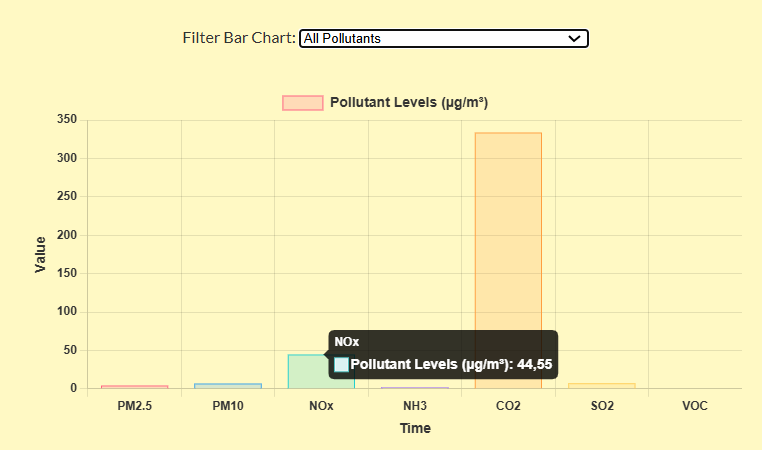 Filter Bar Chart: All Pollutants
Pollutant Levels (µg/m³)
350
300
250
200
150
100
50
0
Value
NOx
Pollutant Levels (µg/m³): 44,55
PM2.5 PM10 NOx NH3 CO2 SO2 VOC
Time